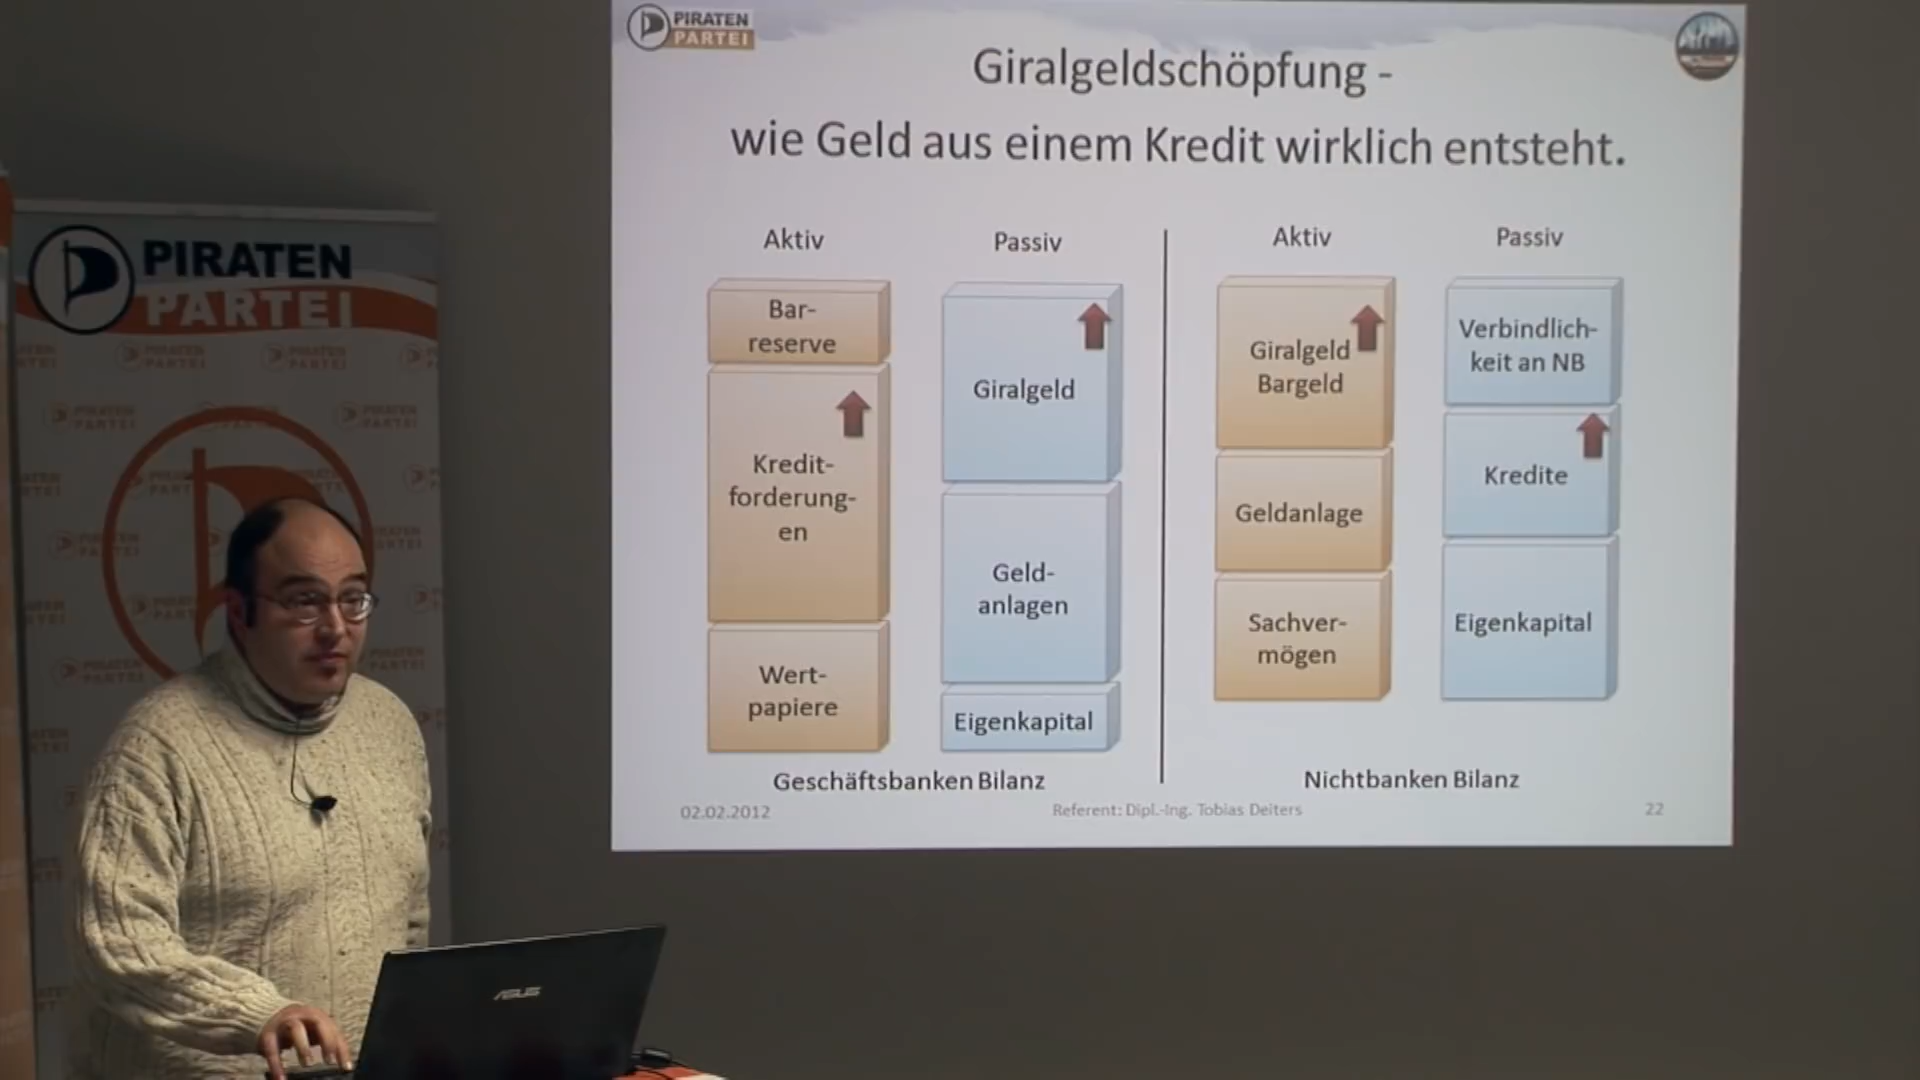 PIRATEN
PARTEI
Giralgeldschöpfung -
wie Geld aus einem Kredit wirklich entsteht.
Aktiv
Passiv
Bar-
reserve
Kredit-
forderung-
en
Wert-
papiere
Giralgeld
Geld-
anlagen
Eigenkapital
Geschäftsbanken Bilanz
Aktiv
Passiv
Giralgeld
Bargeld
Geldanlage
Sachver-
mögen
Verbindlich-
keit an NB
Kredite
Eigenkapital
Nichtbanken Bilanz
02.02.2012
Referent: Dipl.-Ing. Tobias Deiters
22
PIRATEN
PARTEI
ASUS